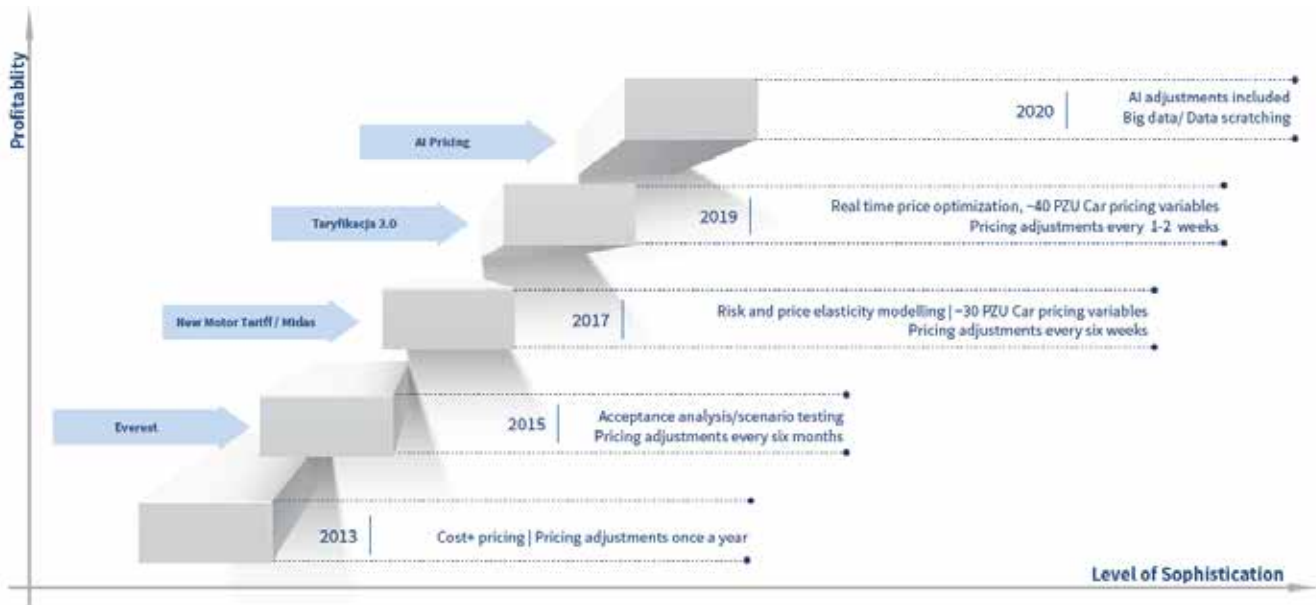 Profitablity
2020
AI adjustments included
Big data/ Data scratching
AI Pricing
2019
Real time price optimization, ~40 PZU Car pricing variables
Pricing adjustments every 1-2 weeks
Taryfikacja 3.0
2017
Risk and price elasticity modelling | ~30 PZU Car pricing variables
Pricing adjustments every six weeks
New Motor Tariff / Midas
2015
Acceptance analysis/scenario testing
Pricing adjustments every six months
Everest
2013
Cost+ pricing | Pricing adjustments once a year
Level of Sophistication